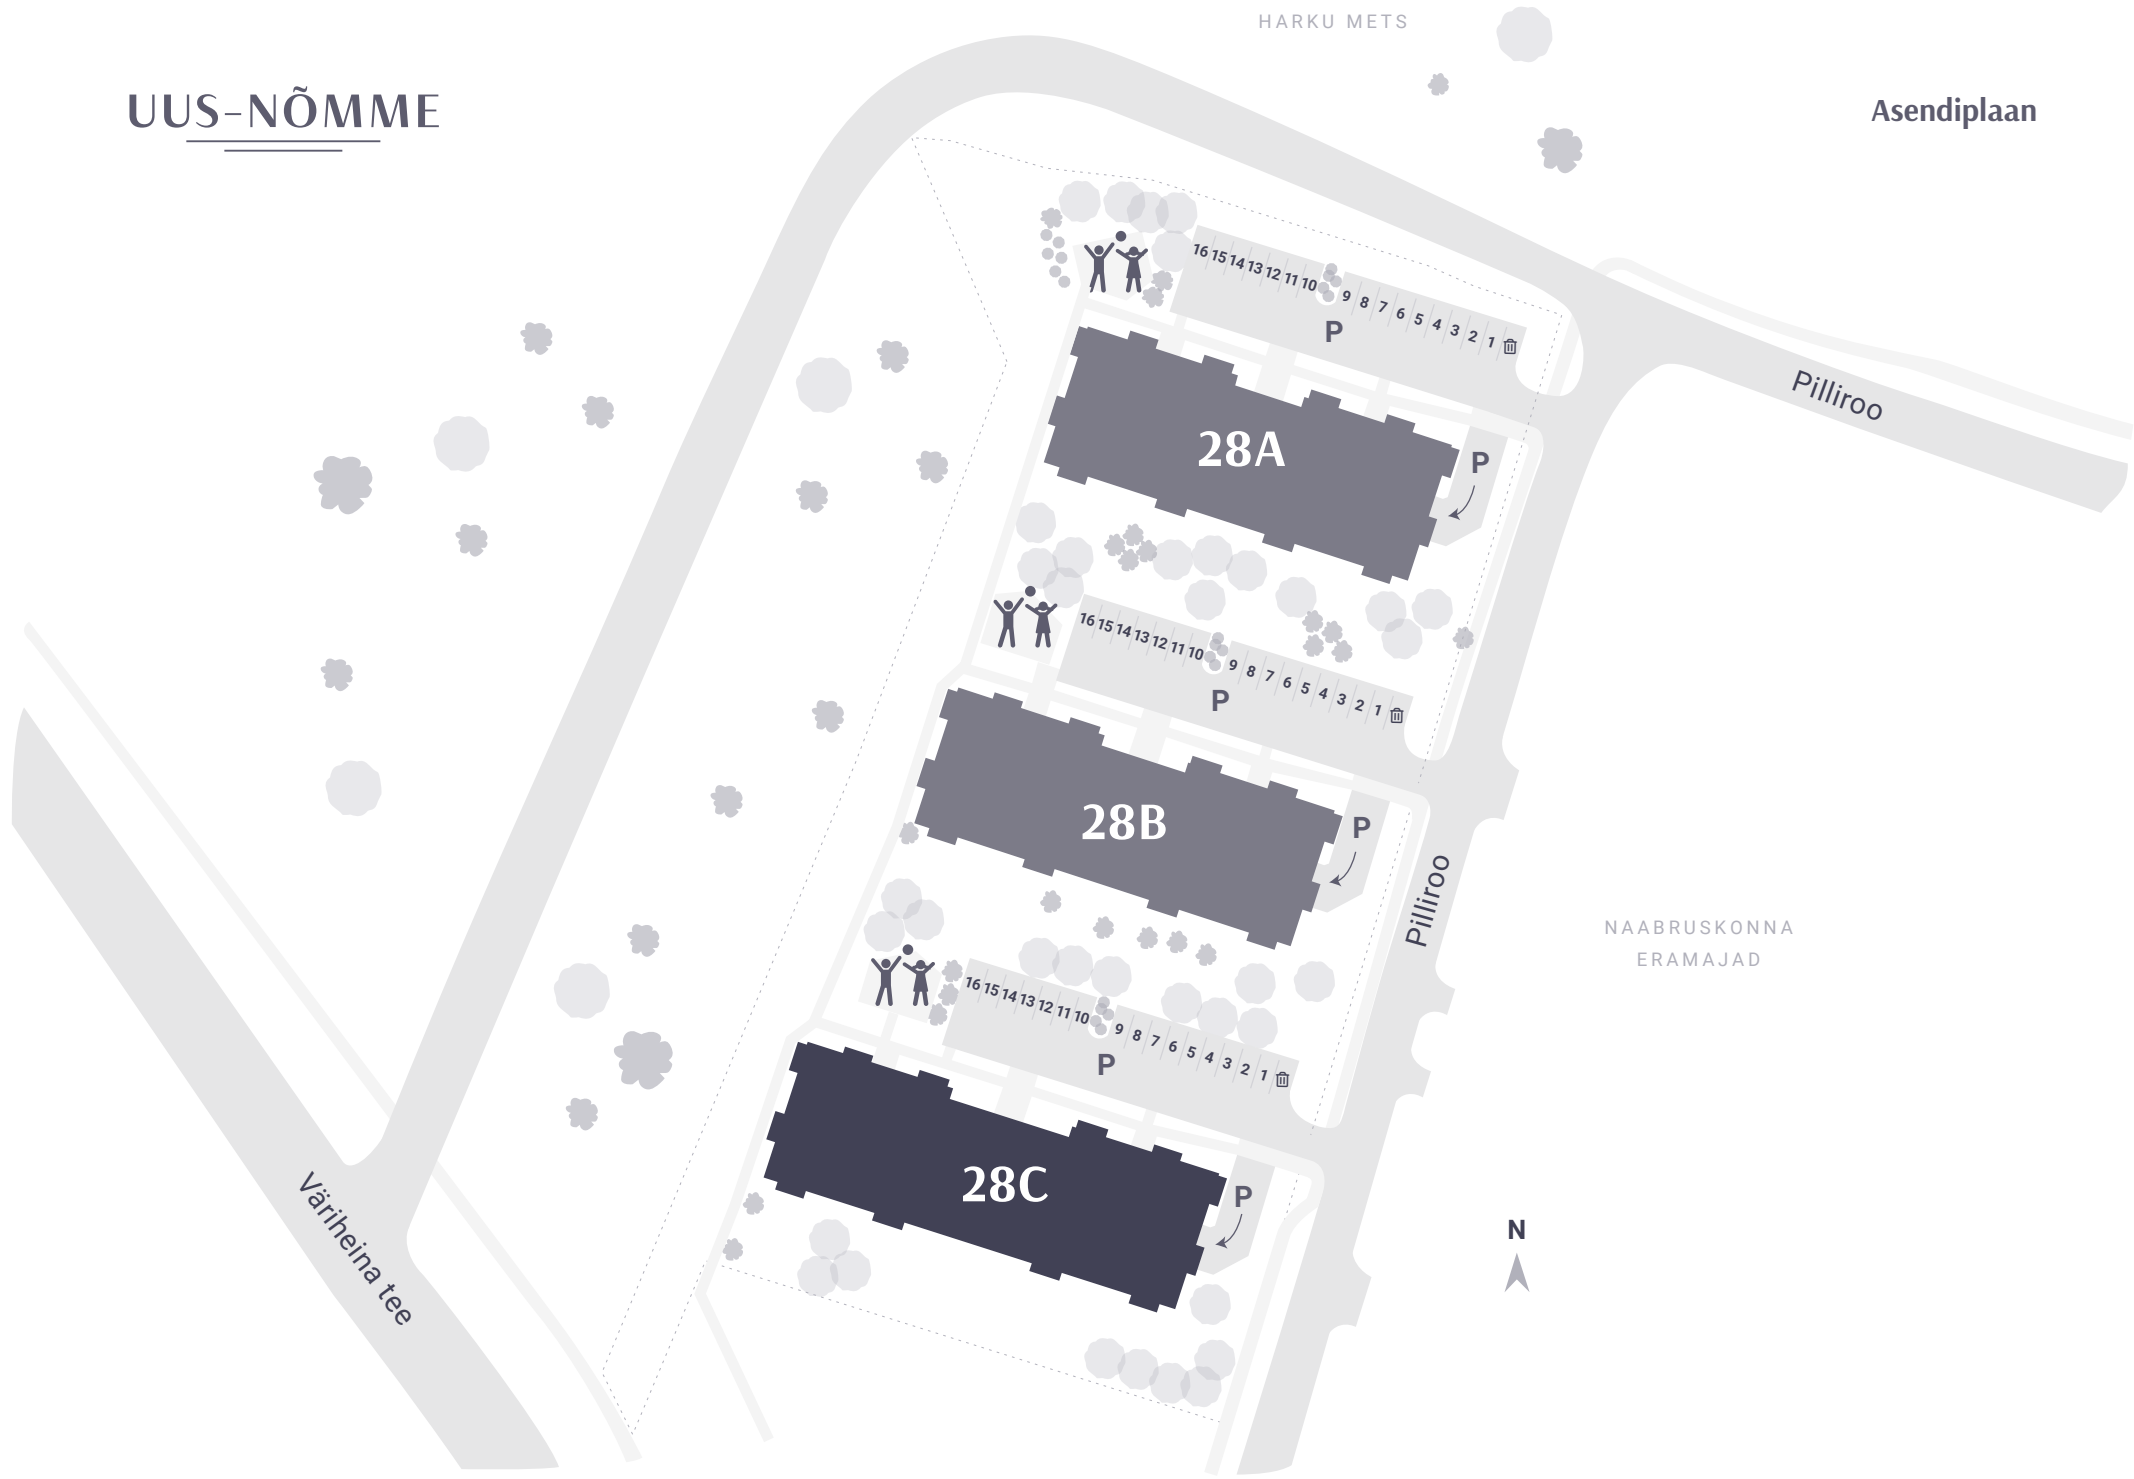 HARKU METS
UUS-NÕMME
Asendiplaan
16 15 14 13 12 11 10 9 8 7 6 5 4 3 2 1
P
Pilliroo
28A
P
16 15 14 13 12 11 10 9 8 7 6 5 4 3 2 1
P
28B
P
Pilliroo
NAABRUSKONNA
ERAMAJAD
16 15 14 13 12 11 10 9 8 7 6 5 4 3 2 1
P
28C
P
Väriheina tee
N